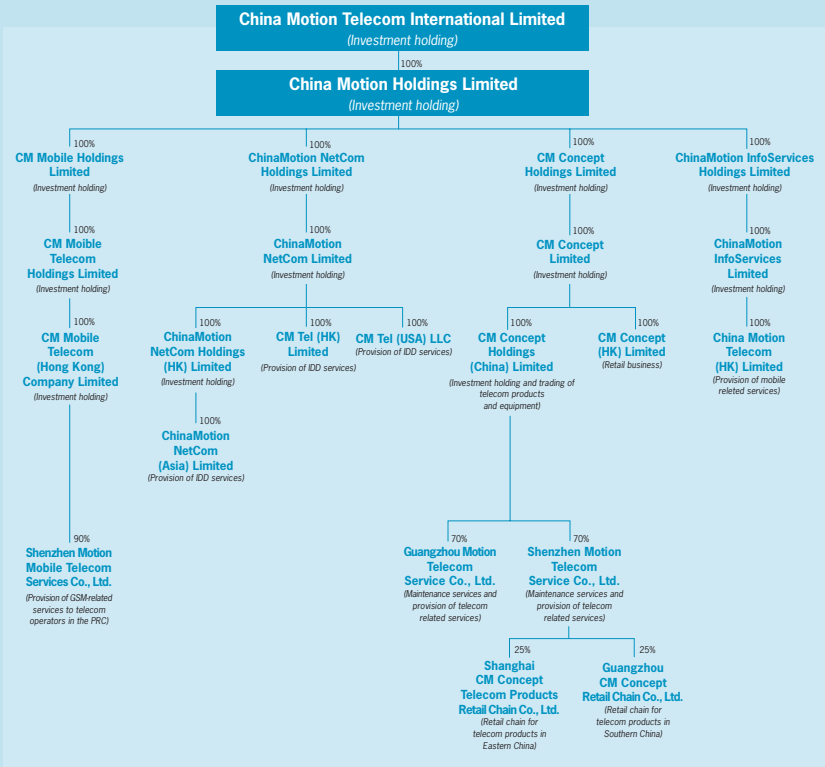 China Motion Telecom International Limited
(Investment holding)
100%
China Motion Holdings Limited
(Investment holding)
100%
CM Mobile Holdings
Limited
(Investment holding)
100%
CM Moible
Telecom
Holdings Limited
(Investment holding)
100%
CM Mobile
Telecom
(Hong Kong)
Company Limited
(Investment holding)
90%
Shenzhen Motion
Mobile Telecom
Services Co., Ltd.
(Provision of GSM-related
services to telecom
operators in the PRC)
100%
ChinaMotion NetCom
Holdings Limited
(Investment holding)
100%
ChinaMotion
NetCom Limited
(Investment holding)
100%
ChinaMotion
NetCom Holdings
(HK) Limited
(Investment holding)
100%
ChinaMotion
NetCom
(Asia) Limited
(Provision of IDD services)
100%
CM Tel (HK)
Limited
(Provision of IDD services)
100%
CM Tel (USA) LLC
(Provision of IDD services)
100%
CM Concept
Holdings Limited
(Investment holding)
100%
CM Concept
Limited
(Investment holding)
100%
CM Concept
Holdings
(China) Limited
(Investment holding and trading of
telecom products
and equipment)
100%
CM Concept
(HK) Limited
(Retail business)
70%
Guangzhou Motion
Telecom
Service Co., Ltd.
(Maintenance services and
provision of telecom
related services)
70%
Shenzhen Motion
Telecom
Service Co., Ltd.
(Maintenance services and
provision of telecom
related services)
25%
Shanghai
CM Concept
Telecom Products
Retail Chain Co., Ltd.
(Retail chain for
telecom products in
Eastern China)
25%
Guangzhou
CM Concept
Retail Chain Co., Ltd.
(Retail chain for
telecom products in
Southern China)
100%
ChinaMotion InfoServices
Holdings Limited
(Investment holding)
100%
ChinaMotion
InfoServices
Limited
(Investment holding)
100%
China Motion
Telecom
(HK) Limited
(Provision of mobile
releted services)